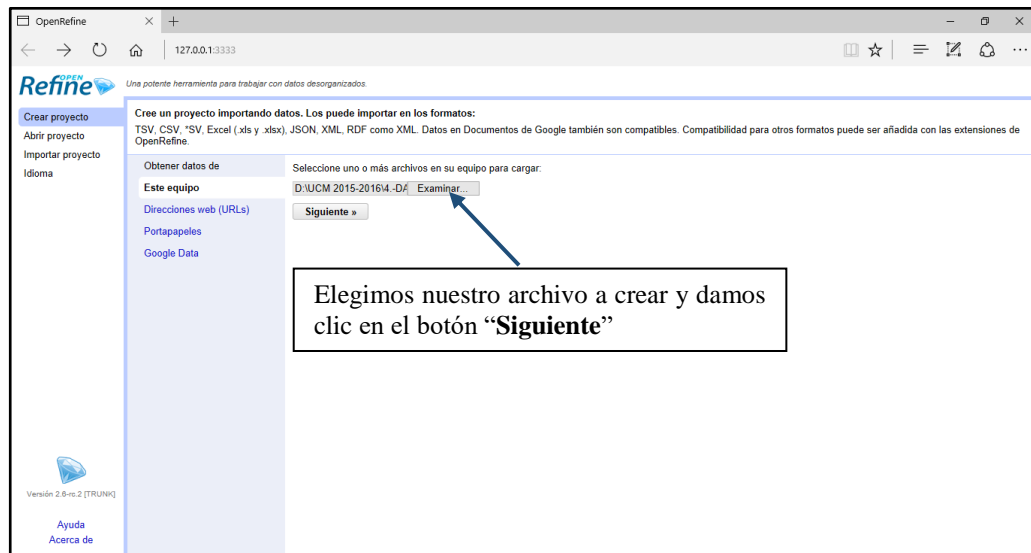 OpenRefine
127.0.0.1:3333
OPEN
Refine
Una potente herramienta para trabajar con datos desorganizados.
Crear proyecto
Abrir proyecto
Importar proyecto
Idioma
Cree un proyecto importando datos. Los puede importar en los formatos:
TSV, CSV, *SV, Excel (.xls y .xlsx), JSON, XML, RDF como XML. Datos en Documentos de Google también son compatibles. Compatibilidad para otros formatos puede ser añadida con las extensiones de
OpenRefine.
Obtener datos de
Este equipo
Direcciones web (URLs)
Portapapeles
Google Data
Seleccione uno o más archivos en su equipo para cargar:
D:\UCM 2015-2016\4.-DA Examinar...
Siguiente »
Elegimos nuestro archivo a crear y damos
clic en el botón “Siguiente”
Versión 2.6-rc.2 [TRUNK]
Ayuda
Acerca de